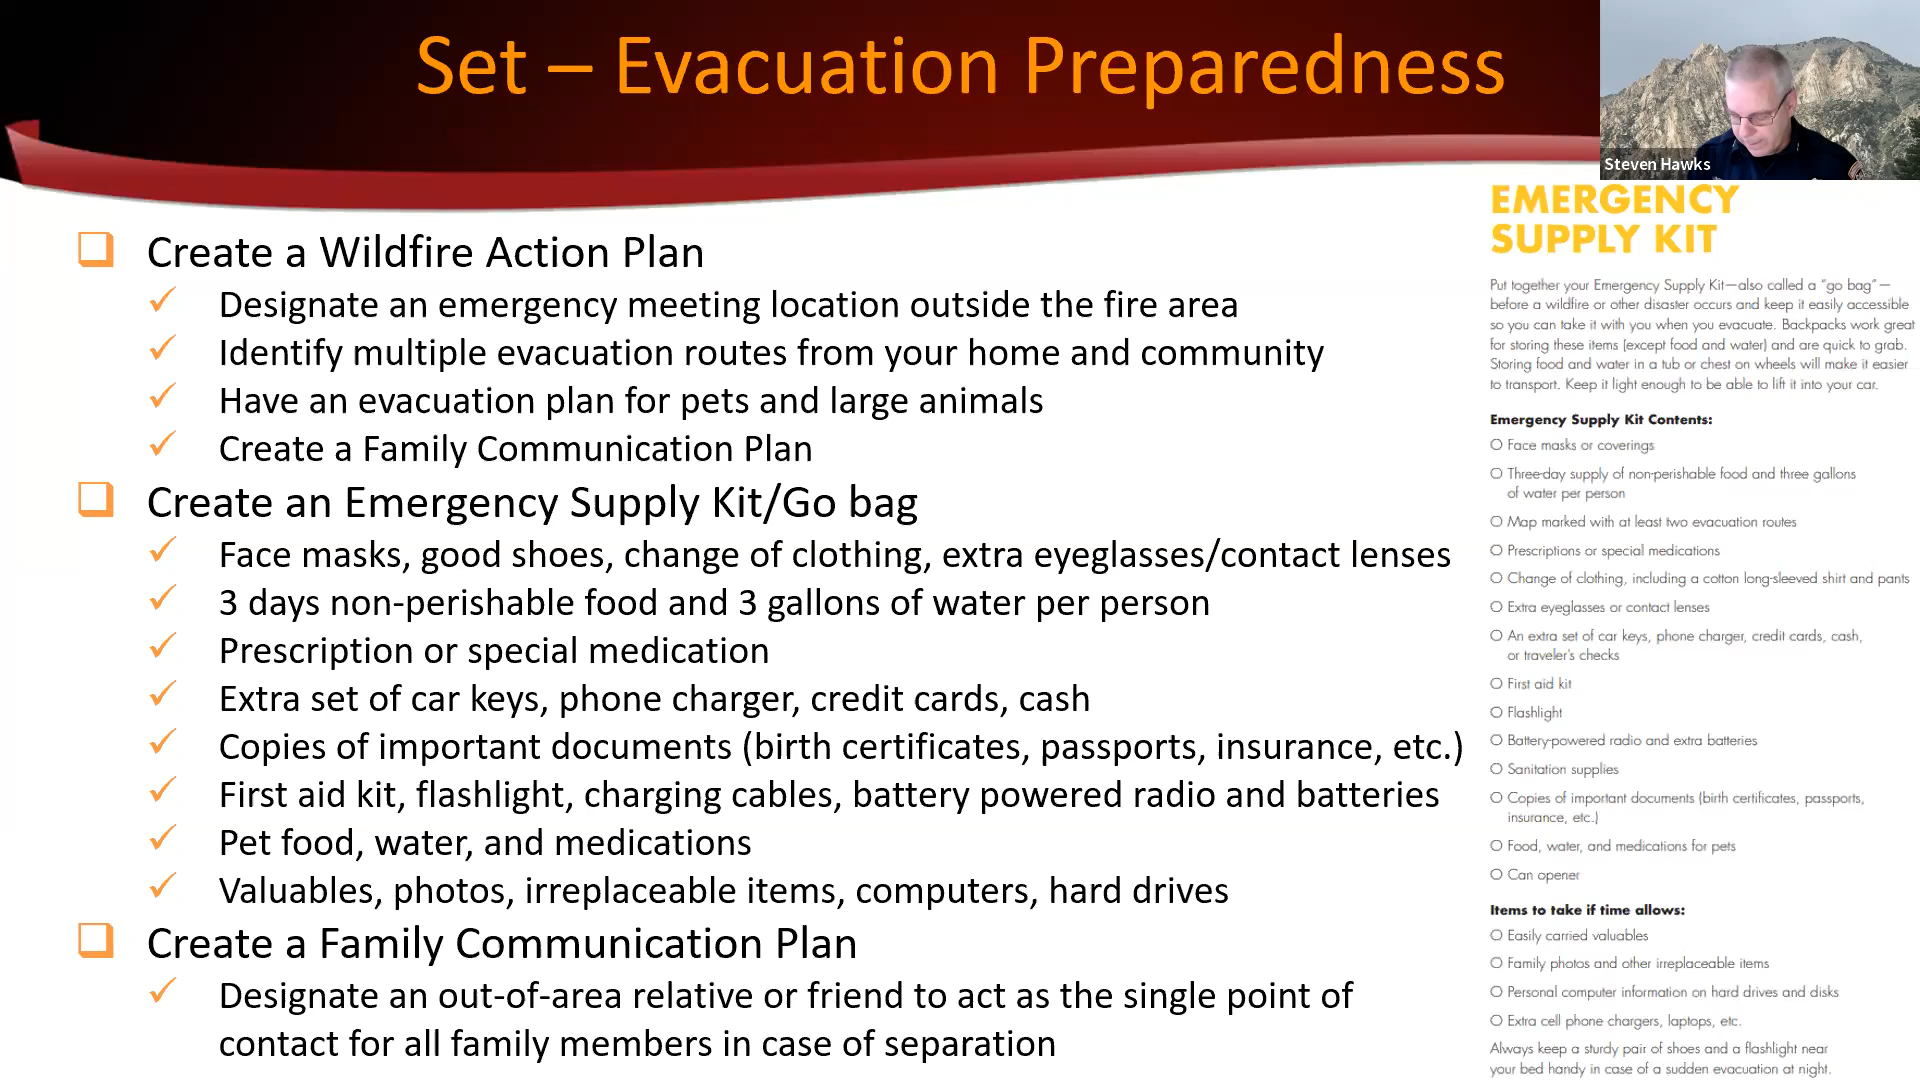 Set – Evacuation Preparedness
Steven Hawks
Create a Wildfire Action Plan
Designate an emergency meeting location outside the fire area
Identify multiple evacuation routes from your home and community
Have an evacuation plan for pets and large animals
Create a Family Communication Plan
Create an Emergency Supply Kit/Go bag
Face masks, good shoes, change of clothing, extra eyeglasses/contact lenses
3 days non-perishable food and 3 gallons of water per person
Prescription or special medication
Extra set of car keys, phone charger, credit cards, cash
Copies of important documents (birth certificates, passports, insurance, etc.)
First aid kit, flashlight, charging cables, battery powered radio and batteries
Pet food, water, and medications
Valuables, photos, irreplaceable items, computers, hard drives
Create a Family Communication Plan
Designate an out-of-area relative or friend to act as the single point of
contact for all family members in case of separation
EMERGENCY
SUPPLY KIT
Put together your Emergency Supply Kit—also called a "go bag"—
before a wildfire or other disaster occurs and keep it easily accessible
so you can take it with you when you evacuate. Backpacks work great
for storing these items (except food and water) and are quick to grab.
Storing food and water in a tub or chest on wheels will make it easier
to transport. Keep it light enough to be able to lift it into your car.
Emergency Supply Kit Contents:
Face masks or coverings
Three-day supply of non-perishable food and three gallons
of water per person
Map marked with at least two evacuation routes
Prescriptions or special medications
Change of clothing, including a cotton long-sleeved shirt and pants
Extra eyeglasses or contact lenses
An extra set of car keys, phone charger, credit cards, cash,
or traveler's checks
First aid kit
Flashlight
Battery-powered radio and extra batteries
Sanitation supplies
Copies of important documents (birth certificates, passports,
insurance, etc.)
Food, water, and medications for pets
Can opener
Items to take if time allows:
Easily carried valuables
Family photos and other irreplaceable items
Personal computer information on hard drives and disks
Extra cell phone chargers, laptops, etc.
Always keep a sturdy pair of shoes and a flashlight near
your bed handy in case of a sudden evacuation at night.